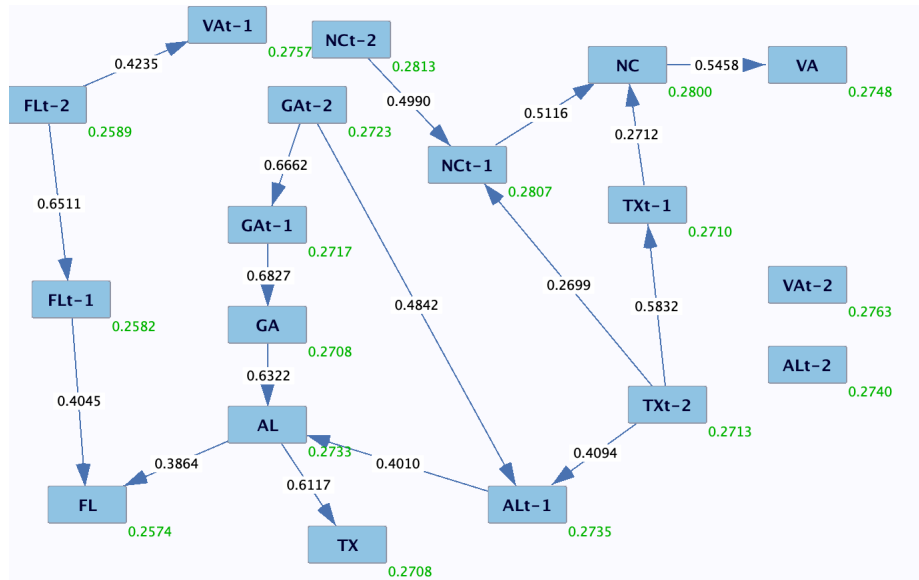 VAt-1
0.2757
NCt-2
0.2813
0.4235
NC
0.2800
0.5458
VA
0.2748
FLt-2
0.2589
GAt-2
0.2723
0.4990
0.5116
0.2712
NCt-1
0.2807
0.6662
0.6511
TXt-1
0.2710
GAt-1
0.2717
0.6827
0.2699
VAt-2
0.2763
FLt-1
0.2582
0.4842
0.5832
GA
0.2708
ALt-2
0.2740
0.6322
0.4045
TXt-2
0.2713
AL
0.2733
0.4094
0.3864
0.4010
0.6117
FL
0.2574
ALt-1
0.2735
TX
0.2708